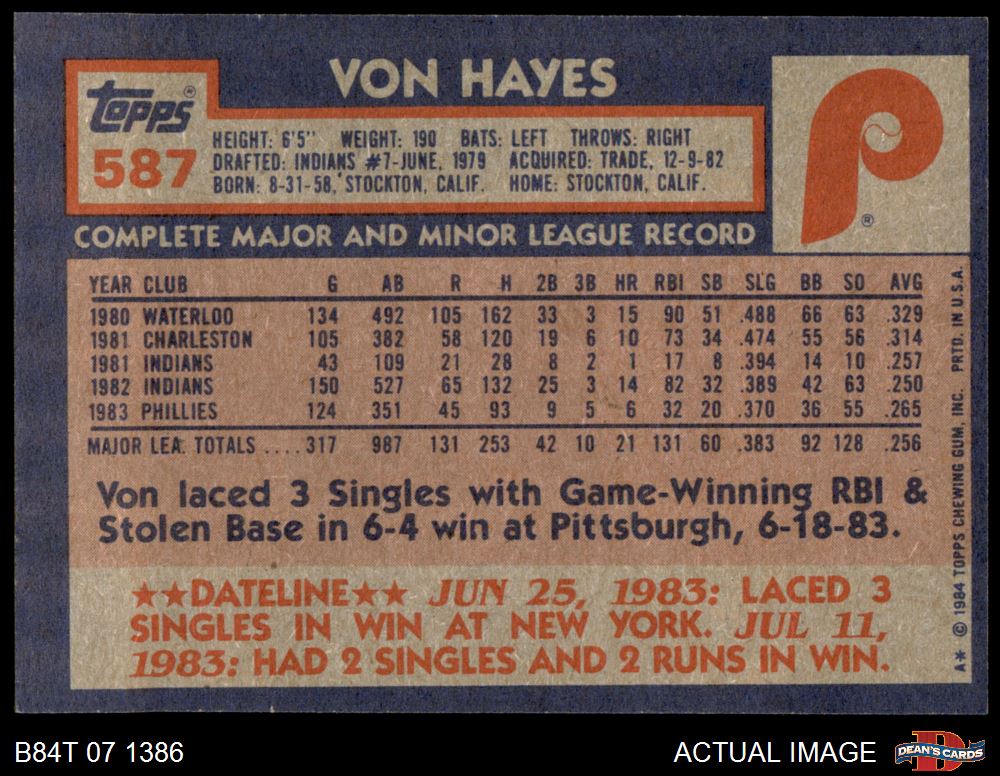 VON HAYES
Topps®
587
HEIGHT: 6'5" WEIGHT: 190 BATS: LEFT THROWS: RIGHT
DRAFTED: INDIANS #7-JUNE, 1979 ACQUIRED: TRADE, 12-9-82
BORN: 8-31-58, STOCKTON, CALIF. HOME: STOCKTON, CALIF.
P
®
COMPLETE MAJOR AND MINOR LEAGUE RECORD
YEAR CLUB G AB R H 2B 3B HR RBI SB SLG BB SO AVG
1980 WATERLOO 134 492 105 162 33 3 15 90 51 .488 66 63 .329
1981 CHARLESTON 105 382 58 120 19 6 10 73 34 .474 55 56 .314
1981 INDIANS 43 109 21 28 8 2 1 17 8 .394 14 10 .257
1982 INDIANS 150 527 65 132 25 3 14 82 32 .389 42 63 .250
1983 PHILLIES 124 351 45 93 9 5 6 32 20 .370 36 55 .265
MAJOR LEA. TOTALS .... 317 987 131 253 42 10 21 131 60 .383 92 128 .256
Von laced 3 Singles with Game-Winning RBI &
Stolen Base in 6-4 win at Pittsburgh, 6-18-83.
★★DATELINE★★ JUN 25, 1983: LACED 3
SINGLES IN WIN AT NEW YORK. JUL 11,
1983: HAD 2 SINGLES AND 2 RUNS IN WIN.
A* © 1984 TOPPS CHEWING GUM, INC. PRTD. IN U.S.A.
B84T 07 1386
ACTUAL IMAGE
DEAN'S CARDS